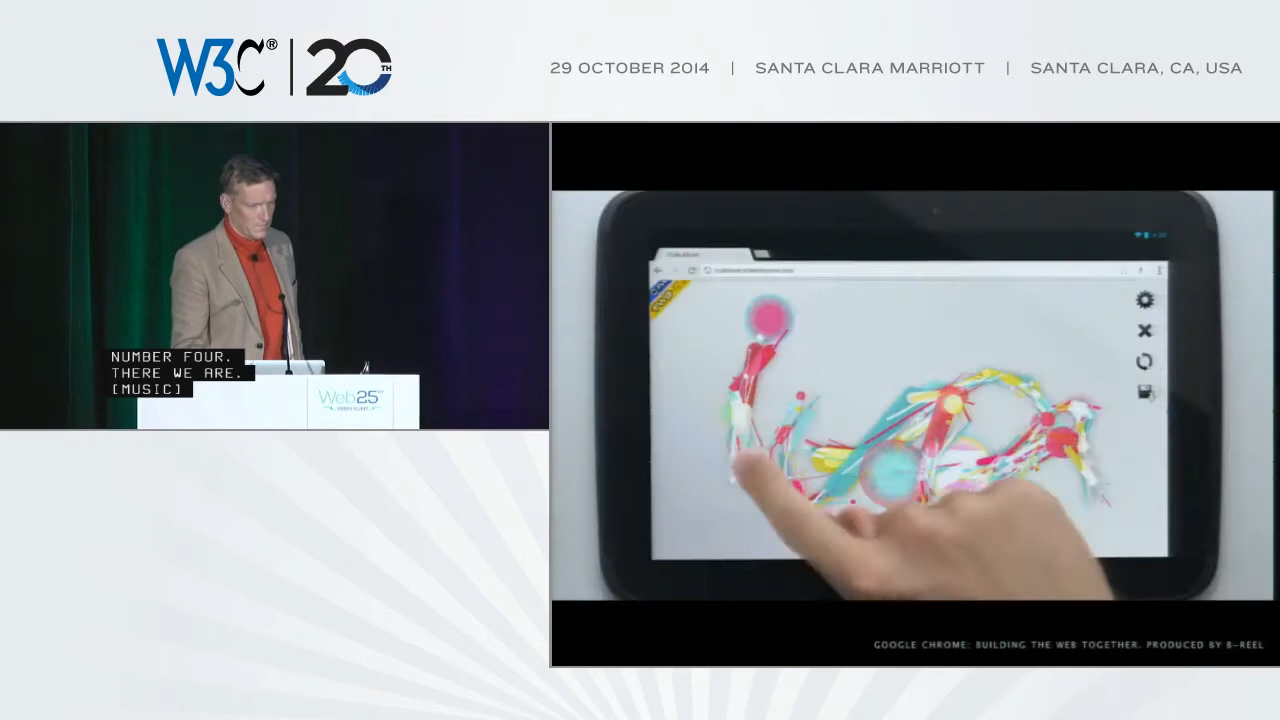 W3C® | 20TH
29 OCTOBER 2014 | SANTA CLARA MARRIOTT | SANTA CLARA, CA, USA
NUMBER FOUR.
THERE WE ARE.
[MUSIC]
Web25
GOOGLE CHROME: BUILDING THE WEB TOGETHER. PRODUCED BY B-REEL